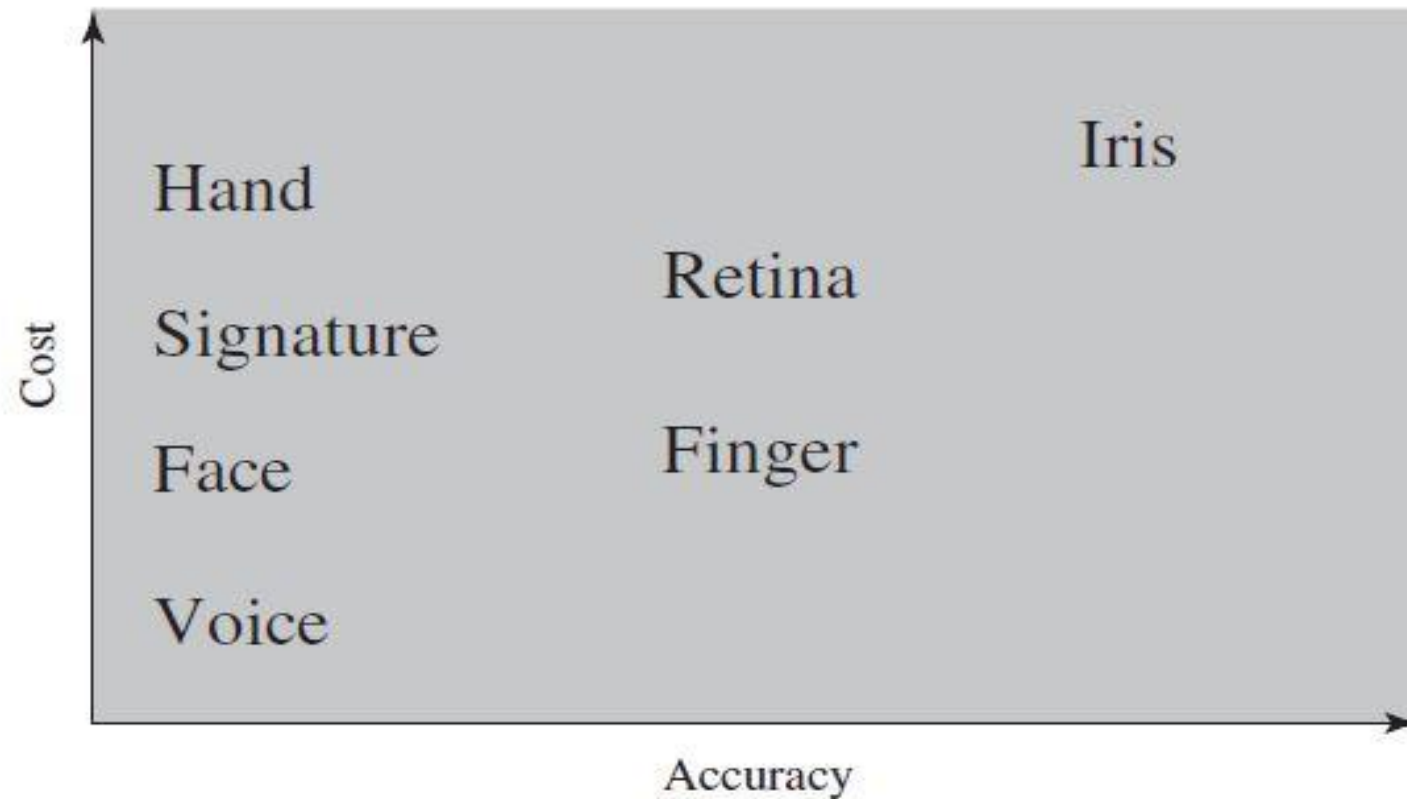 Iris
Hand
Retina
Signature
Cost
Finger
Face
Voice
Accuracy